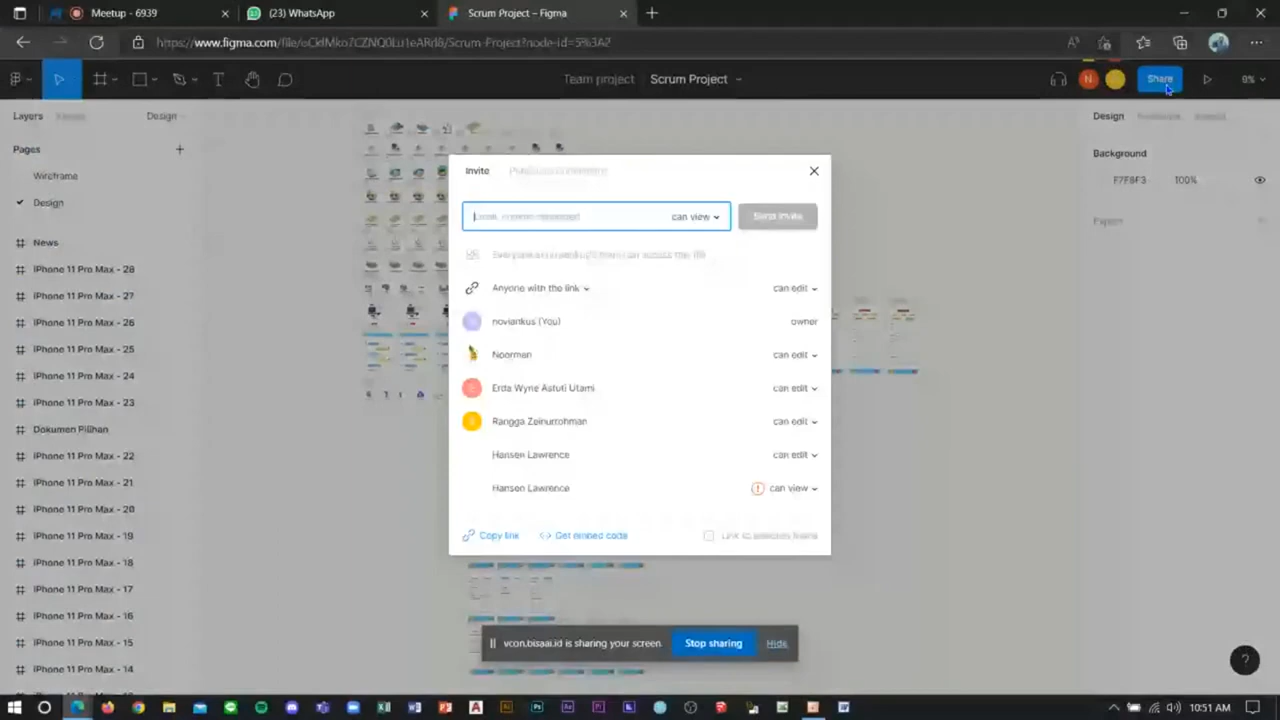 Meetup - 6939
(23) WhatsApp
Scrum Project – Figma
Team project
Scrum Project
Share
8%
Layers
Design
Pages
Wireframe
Design
News
iPhone 11 Pro Max - 28
iPhone 11 Pro Max - 27
iPhone 11 Pro Max - 26
iPhone 11 Pro Max - 25
iPhone 11 Pro Max - 24
iPhone 11 Pro Max - 23
Dokumen Pilihan
iPhone 11 Pro Max - 22
iPhone 11 Pro Max - 21
iPhone 11 Pro Max - 20
iPhone 11 Pro Max - 19
iPhone 11 Pro Max - 18
iPhone 11 Pro Max - 17
iPhone 11 Pro Max - 16
iPhone 11 Pro Max - 15
iPhone 11 Pro Max - 14
Invite
can view
Send invite
Anyone with the link
can edit
noviankus (You)
owner
Noorman
can edit
Erda Wyne Astuti Utami
can edit
Rangga Zeinurrohman
can edit
Hansen Lawrence
can edit
Hansen Lawrence
can view
Copy link
Get embed code
Design
Background
F7F8F3
100%
Export
vcon.bisaai.id is sharing your screen.
Stop sharing
Hide
10:51 AM